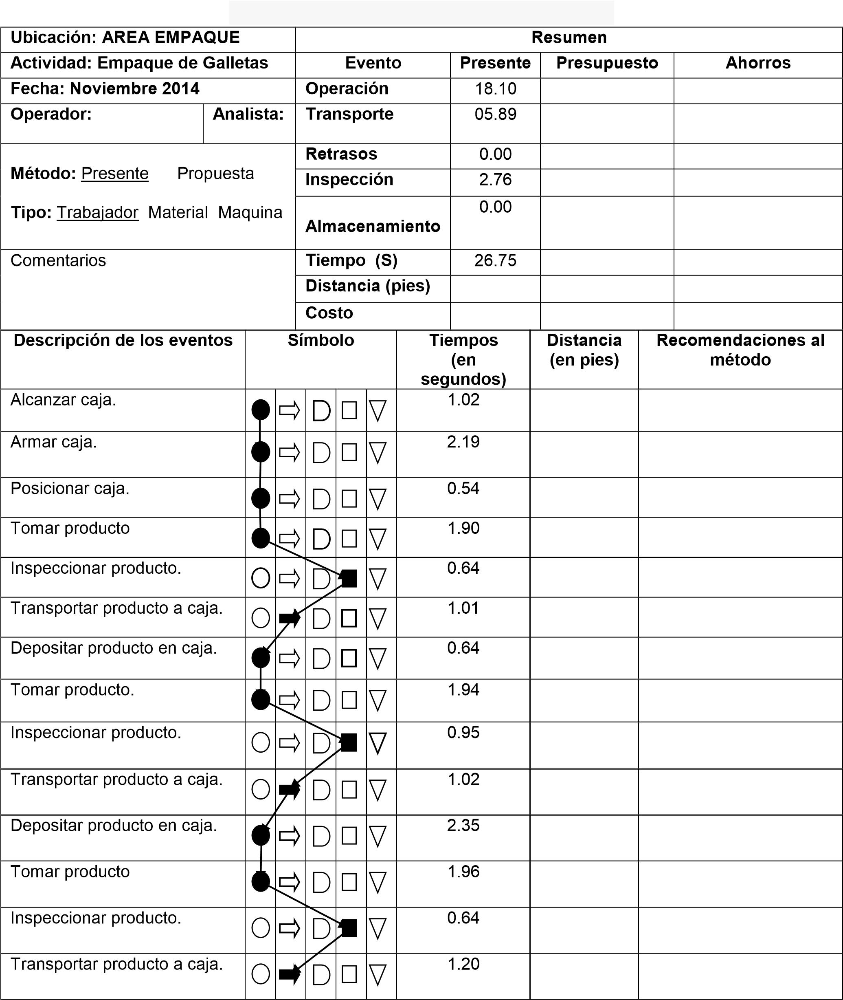 Ubicación: AREA EMPAQUE
Resumen
Actividad: Empaque de Galletas
Evento
Presente
Presupuesto
Ahorros
Fecha: Noviembre 2014
Operación
18.10
Operador:
Analista:
Transporte
05.89
Retrasos
0.00
Método: Presente Propuesta
Inspección
2.76
Tipo: Trabajador Material Maquina
Almacenamiento
0.00
Comentarios
Tiempo (S)
26.75
Distancia (pies)
Costo
Descripción de los eventos
Símbolo
Tiempos
(en
segundos)
Distancia
(en pies)
Recomendaciones al
método
Alcanzar caja.
1.02
Armar caja.
2.19
Posicionar caja.
0.54
Tomar producto
1.90
Inspeccionar producto.
0.64
Transportar producto a caja.
1.01
Depositar producto en caja.
0.64
Tomar producto.
1.94
Inspeccionar producto.
0.95
Transportar producto a caja.
1.02
Depositar producto en caja.
2.35
Tomar producto
1.96
Inspeccionar producto.
0.64
Transportar producto a caja.
1.20